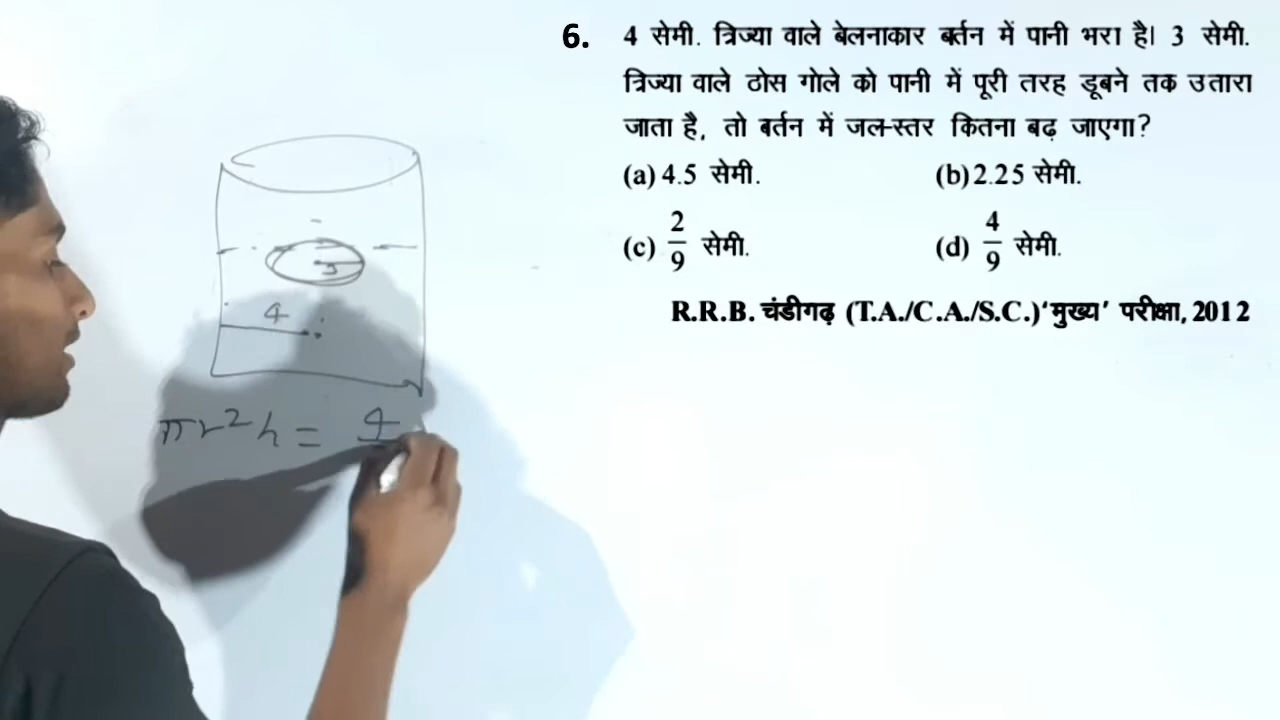 6. 4 सेमी. त्रिज्या वाले बेलनाकार बर्तन में पानी भरा है। 3 सेमी.
त्रिज्या वाले ठोस गोले को पानी में पूरी तरह डूबने तक उतारा
जाता है, तो बर्तन में जल-स्तर कितना बढ़ जाएगा?
(a) 4.5 सेमी. (b) 2.25 सेमी.
(c) 2/9 सेमी. (d) 4/9 सेमी.
R.R.B. चंडीगढ़ (T.A./C.A./S.C.) 'मुख्य' परीक्षा, 2012
3
4
πr²h = 4